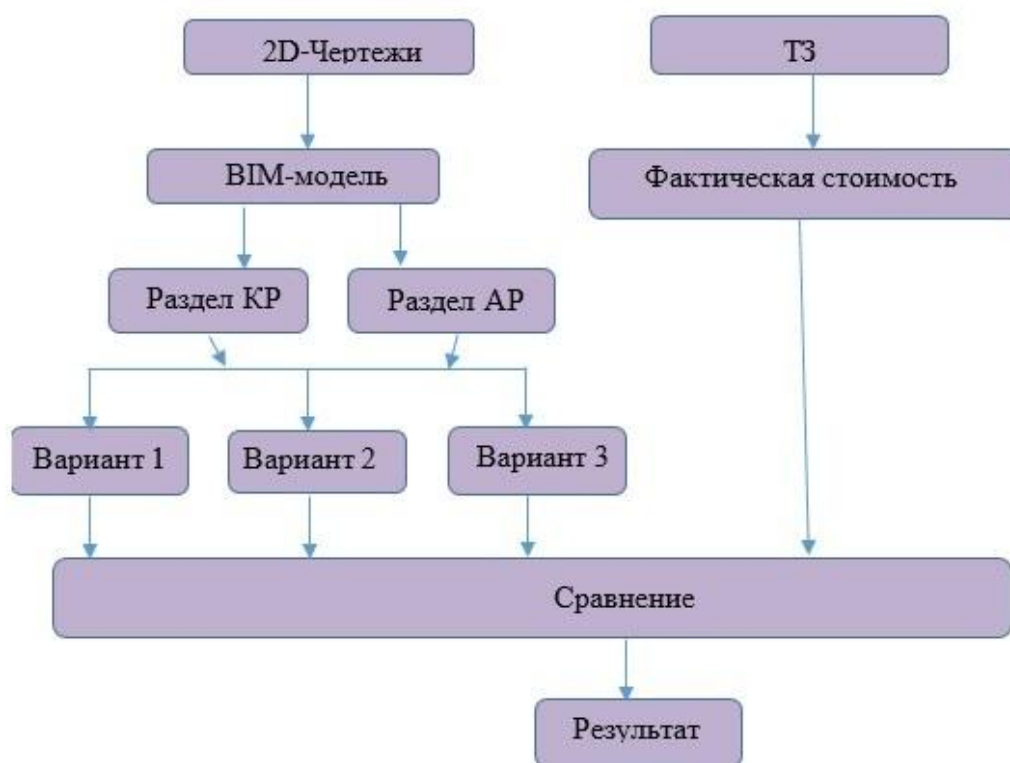 2D-Чертежи
ТЗ
BIM-модель
Фактическая стоимость
Раздел КР
Раздел АР
Вариант 1
Вариант 2
Вариант 3
Сравнение
Результат